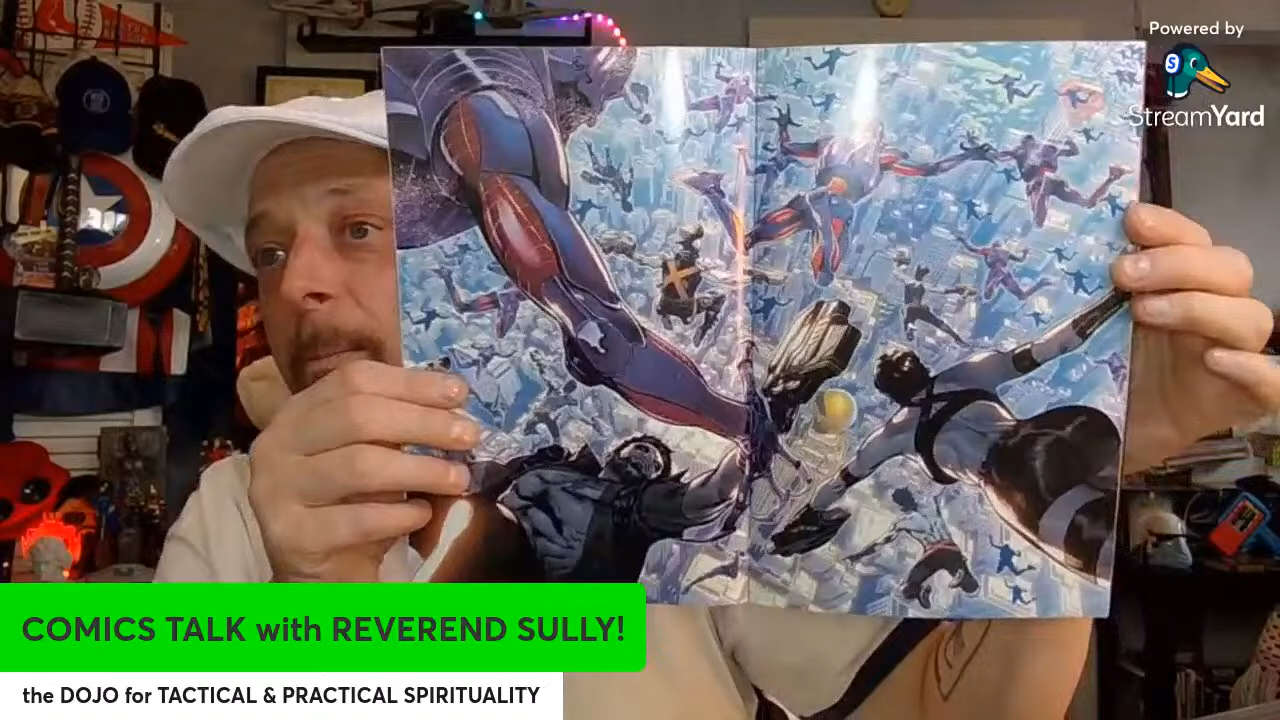 Powered by
S
StreamYard
COMICS TALK with REVEREND SULLY!
the DOJO for TACTICAL & PRACTICAL SPIRITUALITY